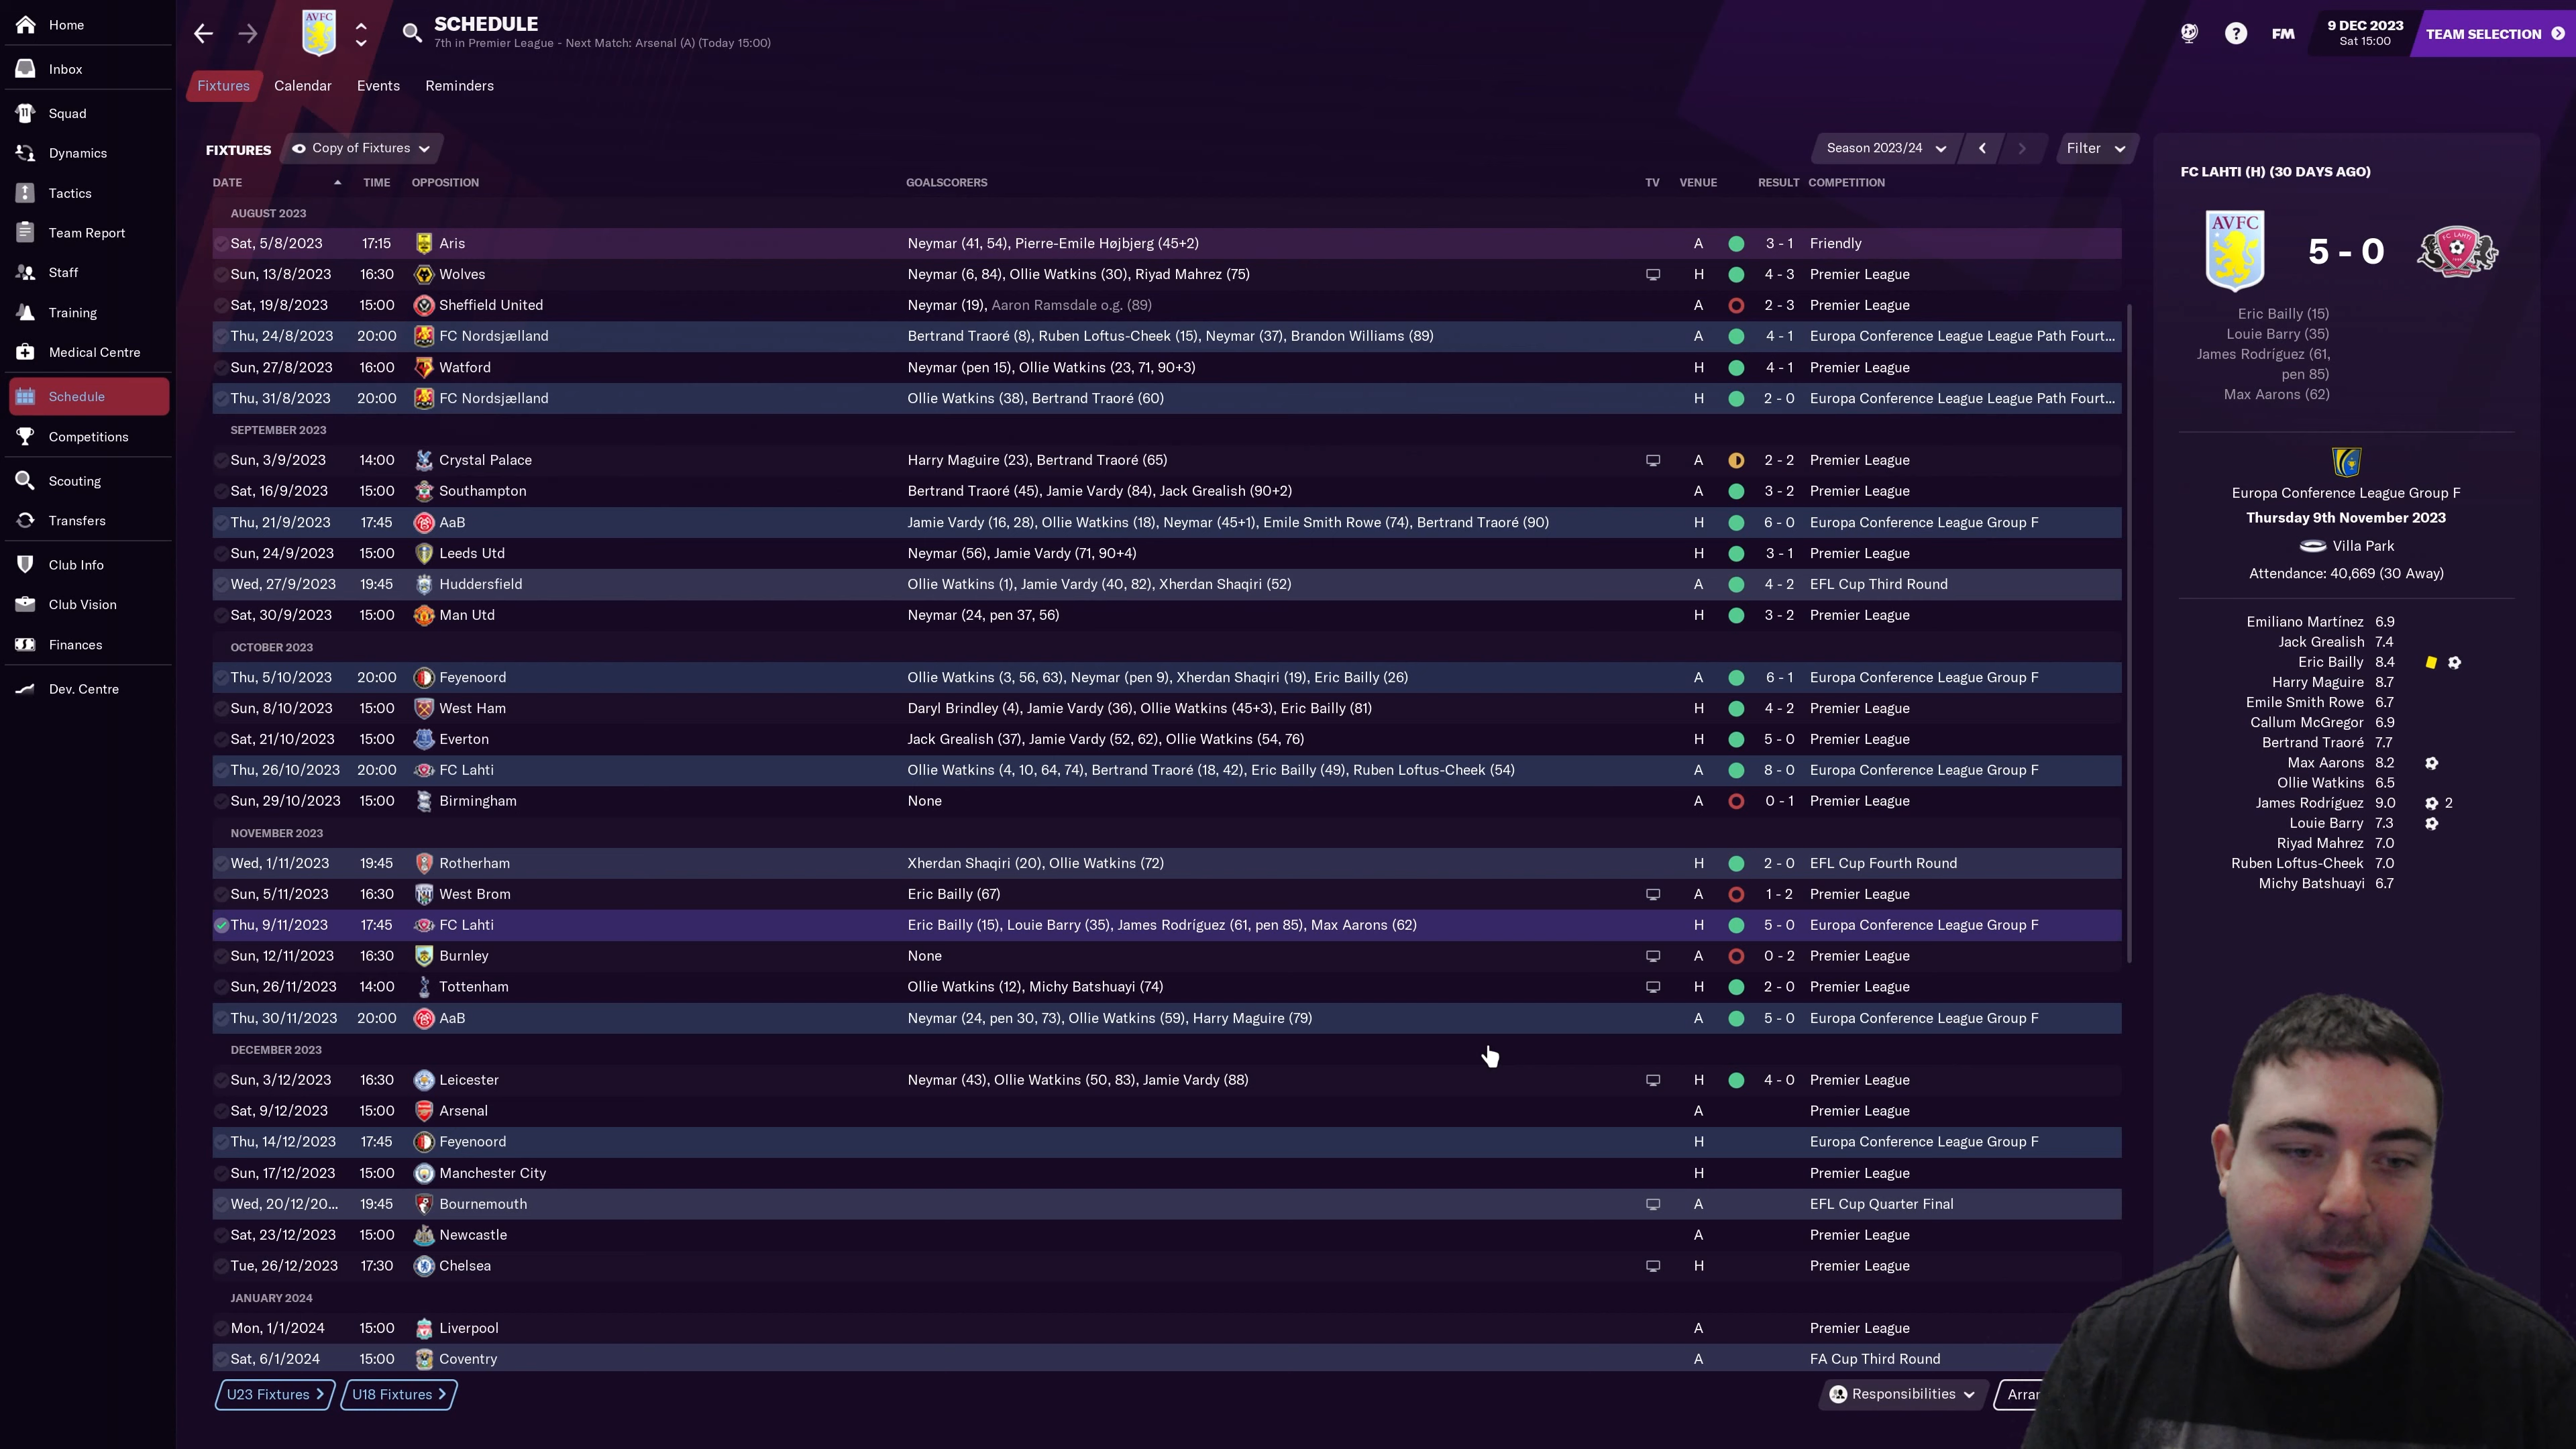 Home
Inbox
Squad
Dynamics
Tactics
Team Report
Staff
Training
Medical Centre
Schedule
Competitions
Scouting
Transfers
Club Info
Club Vision
Finances
Dev. Centre
AVFC
SCHEDULE
7th in Premier League - Next Match: Arsenal (A) (Today 15:00)
FM
9 DEC 2023
Sat 15:00
TEAM SELECTION
Fixtures Calendar Events Reminders
FIXTURES Copy of Fixtures Season 2023/24 Filter
DATE TIME OPPOSITION GOALSCORERS TV VENUE RESULT COMPETITION
AUGUST 2023
Sat, 5/8/2023 17:15 Aris Neymar (41, 54), Pierre-Emile Højbjerg (45+2) A 3 - 1 Friendly
Sun, 13/8/2023 16:30 Wolves Neymar (6, 84), Ollie Watkins (30), Riyad Mahrez (75) H 4 - 3 Premier League
Sat, 19/8/2023 15:00 Sheffield United Neymar (19), Aaron Ramsdale o.g. (89) A 2 - 3 Premier League
Thu, 24/8/2023 20:00 FC Nordsjælland Bertrand Traoré (8), Ruben Loftus-Cheek (15), Neymar (37), Brandon Williams (89) A 4 - 1 Europa Conference League League Path Fourt...
Sun, 27/8/2023 16:00 Watford Neymar (pen 15), Ollie Watkins (23, 71, 90+3) H 4 - 1 Premier League
Thu, 31/8/2023 20:00 FC Nordsjælland Ollie Watkins (38), Bertrand Traoré (60) H 2 - 0 Europa Conference League League Path Fourt...
SEPTEMBER 2023
Sun, 3/9/2023 14:00 Crystal Palace Harry Maguire (23), Bertrand Traoré (65) A 2 - 2 Premier League
Sat, 16/9/2023 15:00 Southampton Bertrand Traoré (45), Jamie Vardy (84), Jack Grealish (90+2) A 3 - 2 Premier League
Thu, 21/9/2023 17:45 AaB Jamie Vardy (16, 28), Ollie Watkins (18), Neymar (45+1), Emile Smith Rowe (74), Bertrand Traoré (90) H 6 - 0 Europa Conference League Group F
Sun, 24/9/2023 15:00 Leeds Utd Neymar (56), Jamie Vardy (71, 90+4) H 3 - 1 Premier League
Wed, 27/9/2023 19:45 Huddersfield Ollie Watkins (1), Jamie Vardy (40, 82), Xherdan Shaqiri (52) A 4 - 2 EFL Cup Third Round
Sat, 30/9/2023 15:00 Man Utd Neymar (24, pen 37, 56) H 3 - 2 Premier League
OCTOBER 2023
Thu, 5/10/2023 20:00 Feyenoord Ollie Watkins (3, 56, 63), Neymar (pen 9), Xherdan Shaqiri (19), Eric Bailly (26) A 6 - 1 Europa Conference League Group F
Sun, 8/10/2023 15:00 West Ham Daryl Brindley (4), Jamie Vardy (36), Ollie Watkins (45+3), Eric Bailly (81) H 4 - 2 Premier League
Sat, 21/10/2023 15:00 Everton Jack Grealish (37), Jamie Vardy (52, 62), Ollie Watkins (54, 76) H 5 - 0 Premier League
Thu, 26/10/2023 20:00 FC Lahti Ollie Watkins (4, 10, 64, 74), Bertrand Traoré (18, 42), Eric Bailly (49), Ruben Loftus-Cheek (54) A 8 - 0 Europa Conference League Group F
Sun, 29/10/2023 15:00 Birmingham None A 0 - 1 Premier League
NOVEMBER 2023
Wed, 1/11/2023 19:45 Rotherham Xherdan Shaqiri (20), Ollie Watkins (72) H 2 - 0 EFL Cup Fourth Round
Sun, 5/11/2023 16:30 West Brom Eric Bailly (67) A 1 - 2 Premier League
Thu, 9/11/2023 17:45 FC Lahti Eric Bailly (15), Louie Barry (35), James Rodríguez (61, pen 85), Max Aarons (62) H 5 - 0 Europa Conference League Group F
Sun, 12/11/2023 16:30 Burnley None A 0 - 2 Premier League
Sun, 26/11/2023 14:00 Tottenham Ollie Watkins (12), Michy Batshuayi (74) H 2 - 0 Premier League
Thu, 30/11/2023 20:00 AaB Neymar (24, pen 30, 73), Ollie Watkins (59), Harry Maguire (79) A 5 - 0 Europa Conference League Group F
DECEMBER 2023
Sun, 3/12/2023 16:30 Leicester Neymar (43), Ollie Watkins (50, 83), Jamie Vardy (88) H 4 - 0 Premier League
Sat, 9/12/2023 15:00 Arsenal A Premier League
Thu, 14/12/2023 17:45 Feyenoord H Europa Conference League Group F
Sun, 17/12/2023 15:00 Manchester City H Premier League
Wed, 20/12/20... 19:45 Bournemouth A EFL Cup Quarter Final
Sat, 23/12/2023 15:00 Newcastle A Premier League
Tue, 26/12/2023 17:30 Chelsea H Premier League
JANUARY 2024
Mon, 1/1/2024 15:00 Liverpool A Premier League
Sat, 6/1/2024 15:00 Coventry A FA Cup Third Round
U23 Fixtures U18 Fixtures Responsibilities Arran
FC LAHTI (H) (30 DAYS AGO)
AVFC 5 - 0 FC LAHTI
Eric Bailly (15)
Louie Barry (35)
James Rodríguez (61,
pen 85)
Max Aarons (62)
Europa Conference League Group F
Thursday 9th November 2023
Villa Park
Attendance: 40,669 (30 Away)
Emiliano Martínez 6.9
Jack Grealish 7.4
Eric Bailly 8.4
Harry Maguire 8.7
Emile Smith Rowe 6.7
Callum McGregor 6.9
Bertrand Traoré 7.7
Max Aarons 8.2
Ollie Watkins 6.5
James Rodríguez 9.0 2
Louie Barry 7.3
Riyad Mahrez 7.0
Ruben Loftus-Cheek 7.0
Michy Batshuayi 6.7